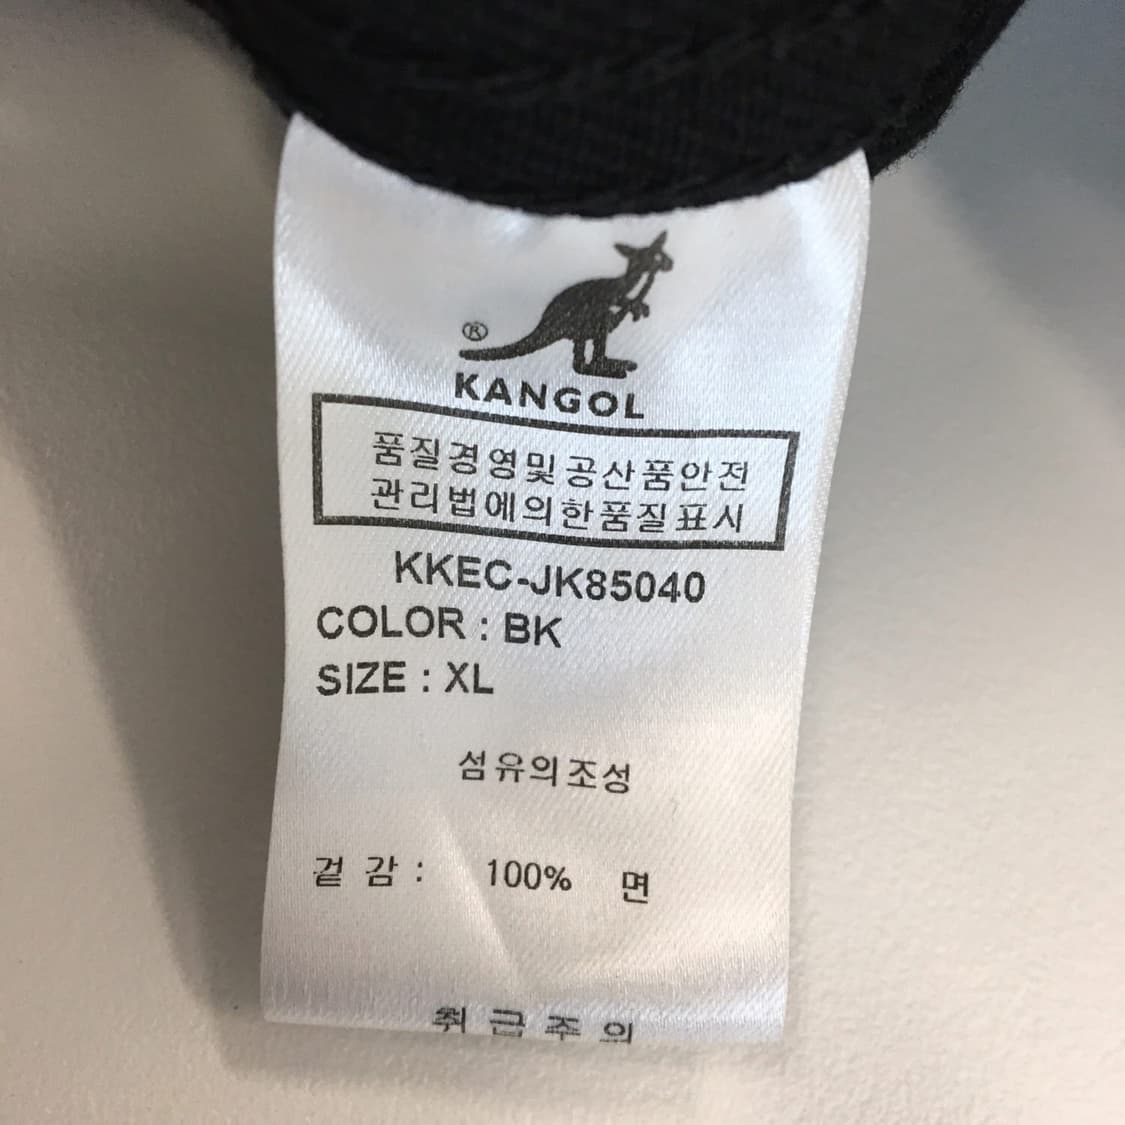 ®
KANGOL
품질경영및공산품안전
관리법에의한품질표시
KKEC-JK85040
COLOR : BK
SIZE : XL
섬유의조성
겉감 : 100% 면
취급주의